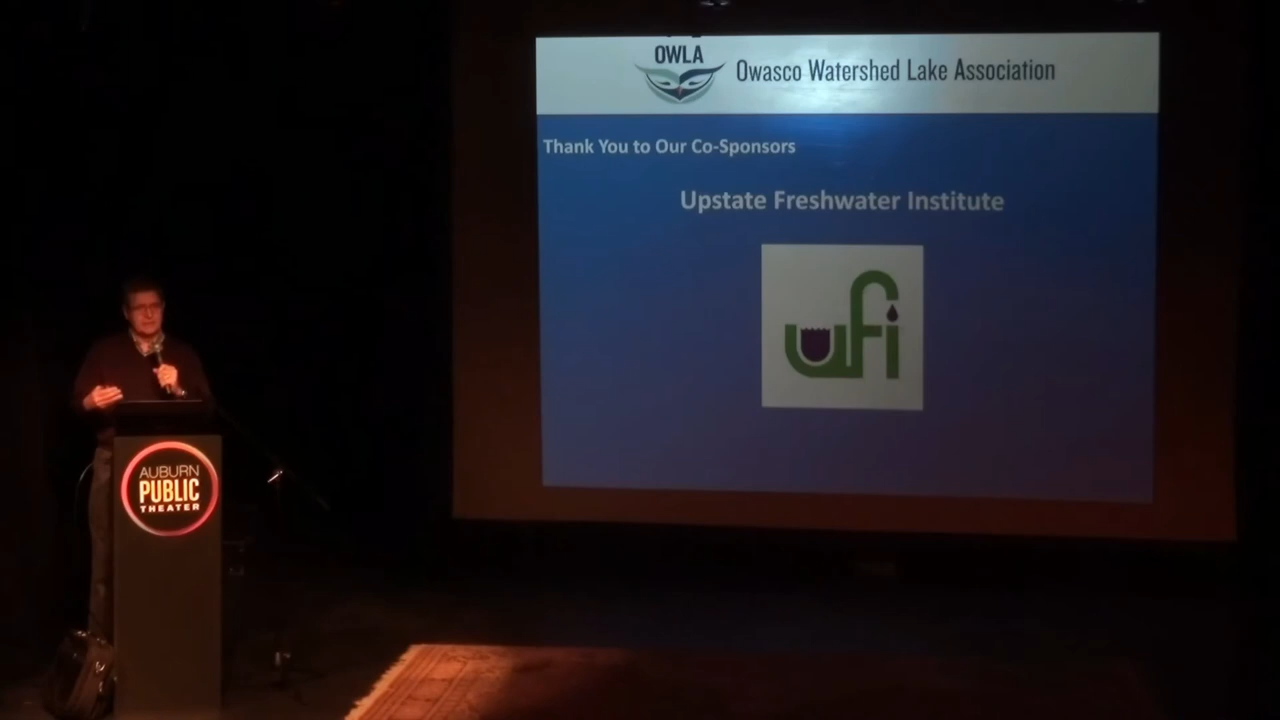 OWLA
Owasco Watershed Lake Association
Thank You to Our Co-Sponsors
Upstate Freshwater Institute
ufi
AUBURN
PUBLIC
THEATER